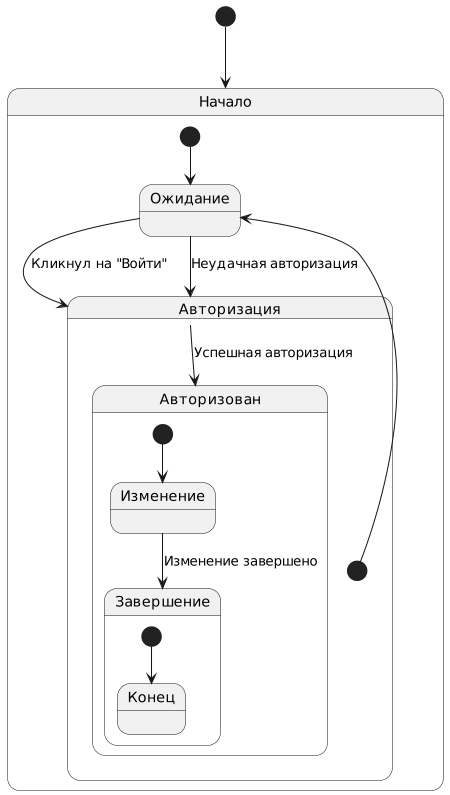 Начало
Ожидание
Кликнул на "Войти"
Неудачная авторизация
Авторизация
Успешная авторизация
Авторизован
Изменение
Изменение завершено
Завершение
Конец